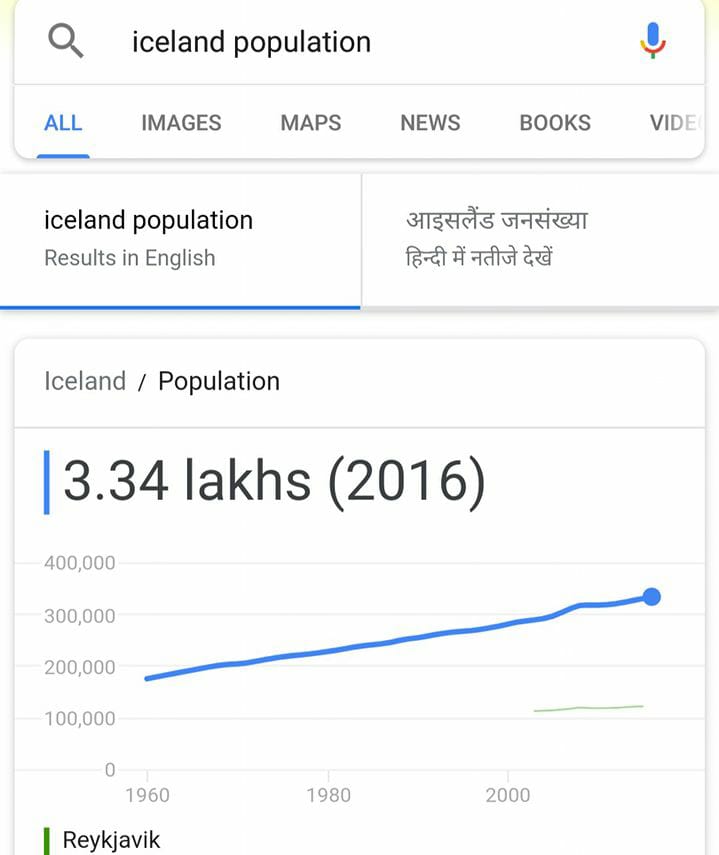 iceland population
ALL IMAGES MAPS NEWS BOOKS
iceland population
Results in English
आइसलैंड जनसंख्या
हिन्दी में नतीजे देखें
Iceland / Population
3.34 lakhs (2016)
400,000
300,000
200,000
100,000
0
1960 1980 2000
Reykjavik